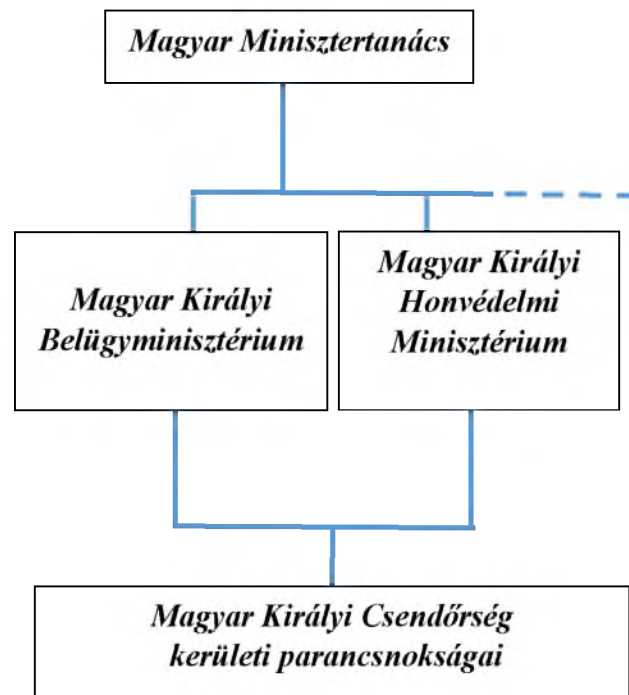 Magyar Minisztertanács
Magyar Királyi
Belügyminisztérium
Magyar Királyi
Honvédelmi
Minisztérium
Magyar Királyi Csendőrség
kerületi parancsnokságai